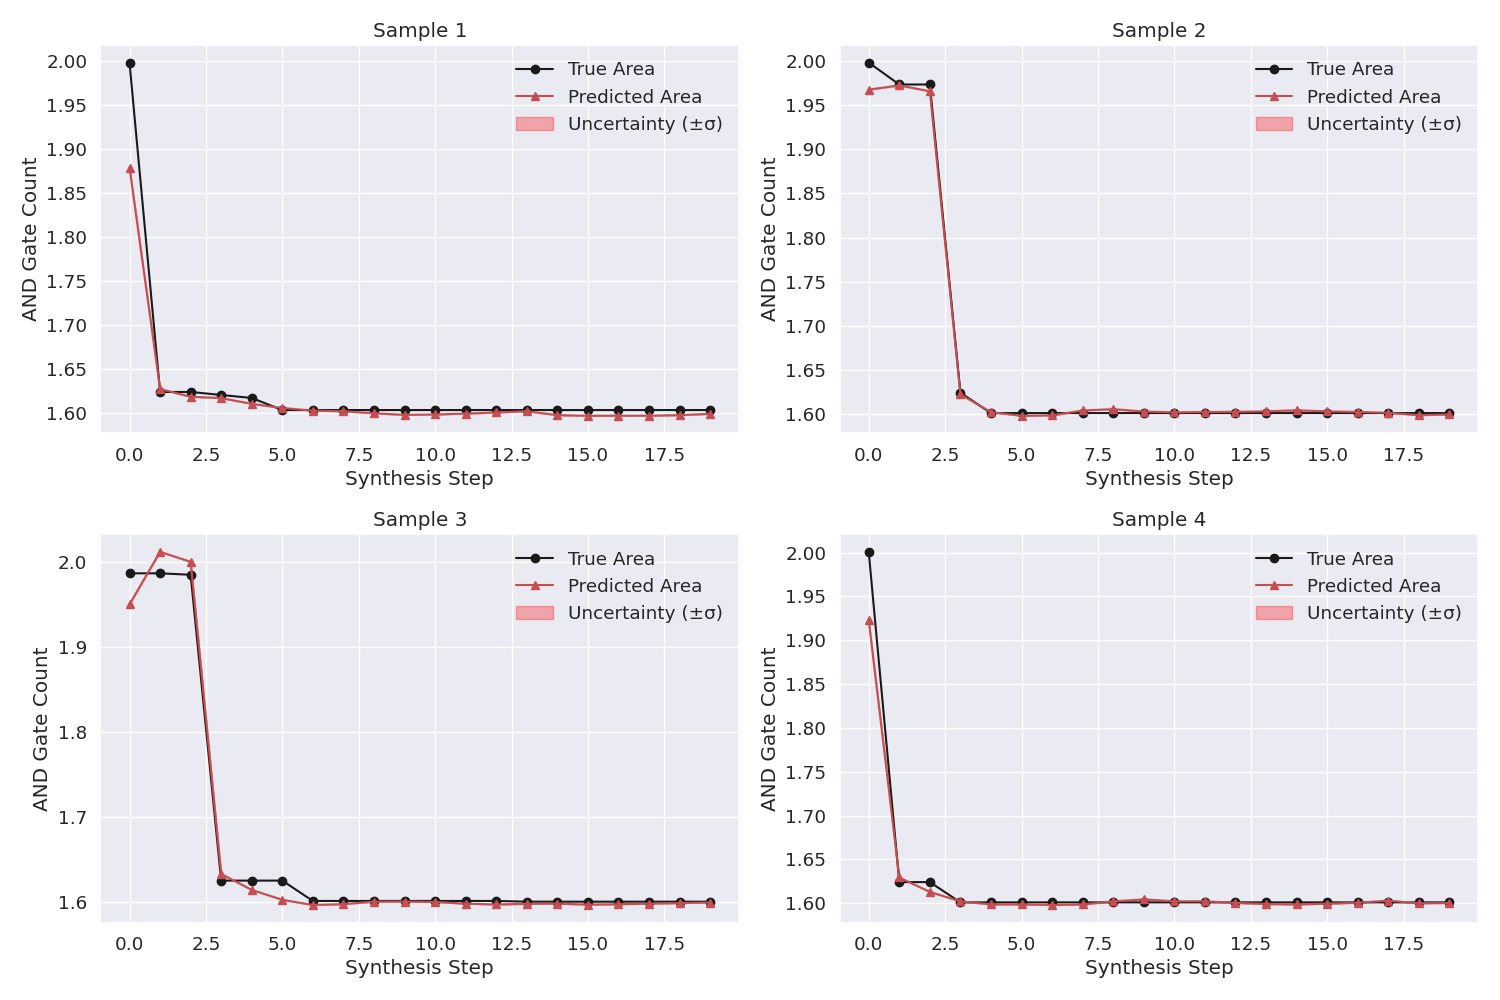 Sample 1
AND Gate Count
2.00
1.95
1.90
1.85
1.80
1.75
1.70
1.65
1.60
True Area
Predicted Area
Uncertainty (±σ)
0.0 2.5 5.0 7.5 10.0 12.5 15.0 17.5
Synthesis Step
Sample 2
AND Gate Count
2.00
1.95
1.90
1.85
1.80
1.75
1.70
1.65
1.60
True Area
Predicted Area
Uncertainty (±σ)
0.0 2.5 5.0 7.5 10.0 12.5 15.0 17.5
Synthesis Step
Sample 3
AND Gate Count
2.0
1.9
1.8
1.7
1.6
True Area
Predicted Area
Uncertainty (±σ)
0.0 2.5 5.0 7.5 10.0 12.5 15.0 17.5
Synthesis Step
Sample 4
AND Gate Count
2.00
1.95
1.90
1.85
1.80
1.75
1.70
1.65
1.60
True Area
Predicted Area
Uncertainty (±σ)
0.0 2.5 5.0 7.5 10.0 12.5 15.0 17.5
Synthesis Step